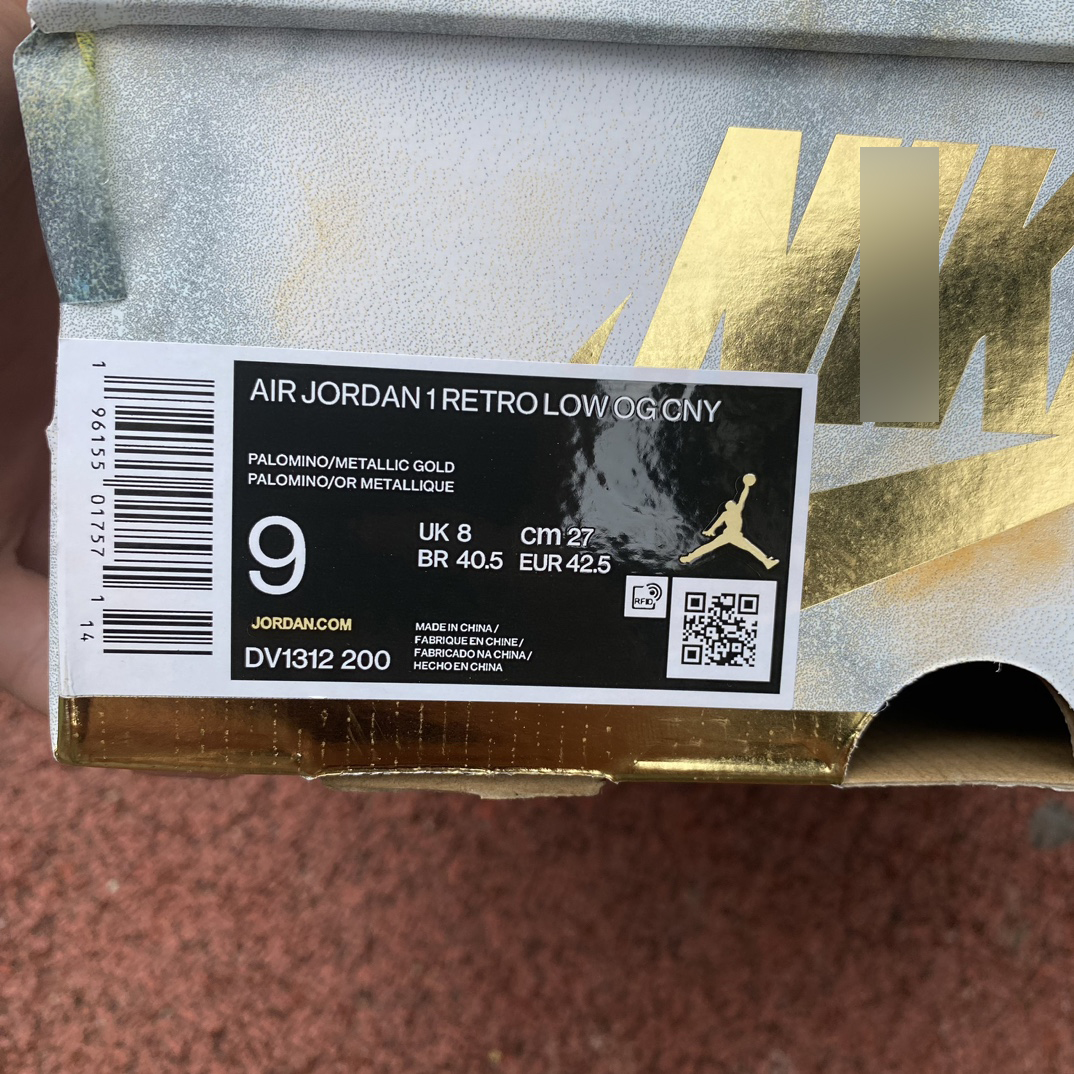 NIK
AIR JORDAN 1 RETRO LOW OG CNY
PALOMINO/METALLIC GOLD
PALOMINO/OR METALLIQUE
9
UK 8 cm 27
BR 40.5 EUR 42.5
RFID
JORDAN.COM
DV1312 200
MADE IN CHINA /
FABRIQUE EN CHINE /
FABRICADO NA CHINA /
HECHO EN CHINA
1 96155 01757 1 14